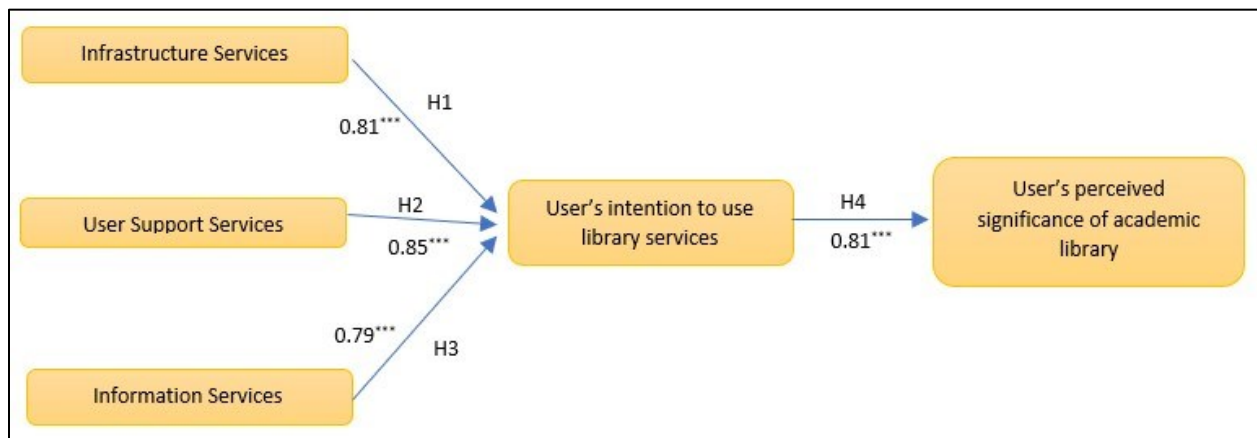 Infrastructure Services
H1
0.81***
User Support Services
H2
0.85***
User's intention to use
library services
H4
0.81***
User's perceived
significance of academic
library
0.79***
H3
Information Services